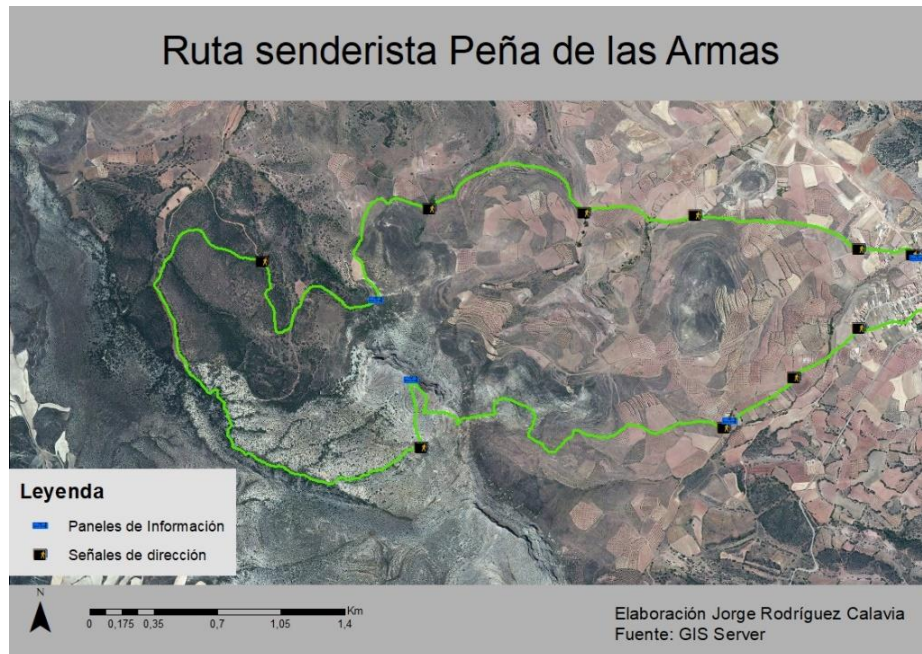 Ruta senderista Peña de las Armas
Leyenda
Paneles de Información
Señales de dirección
N
Km
0 0,175 0,35 0,7 1,05 1,4
Elaboración Jorge Rodríguez Calavia
Fuente: GIS Server